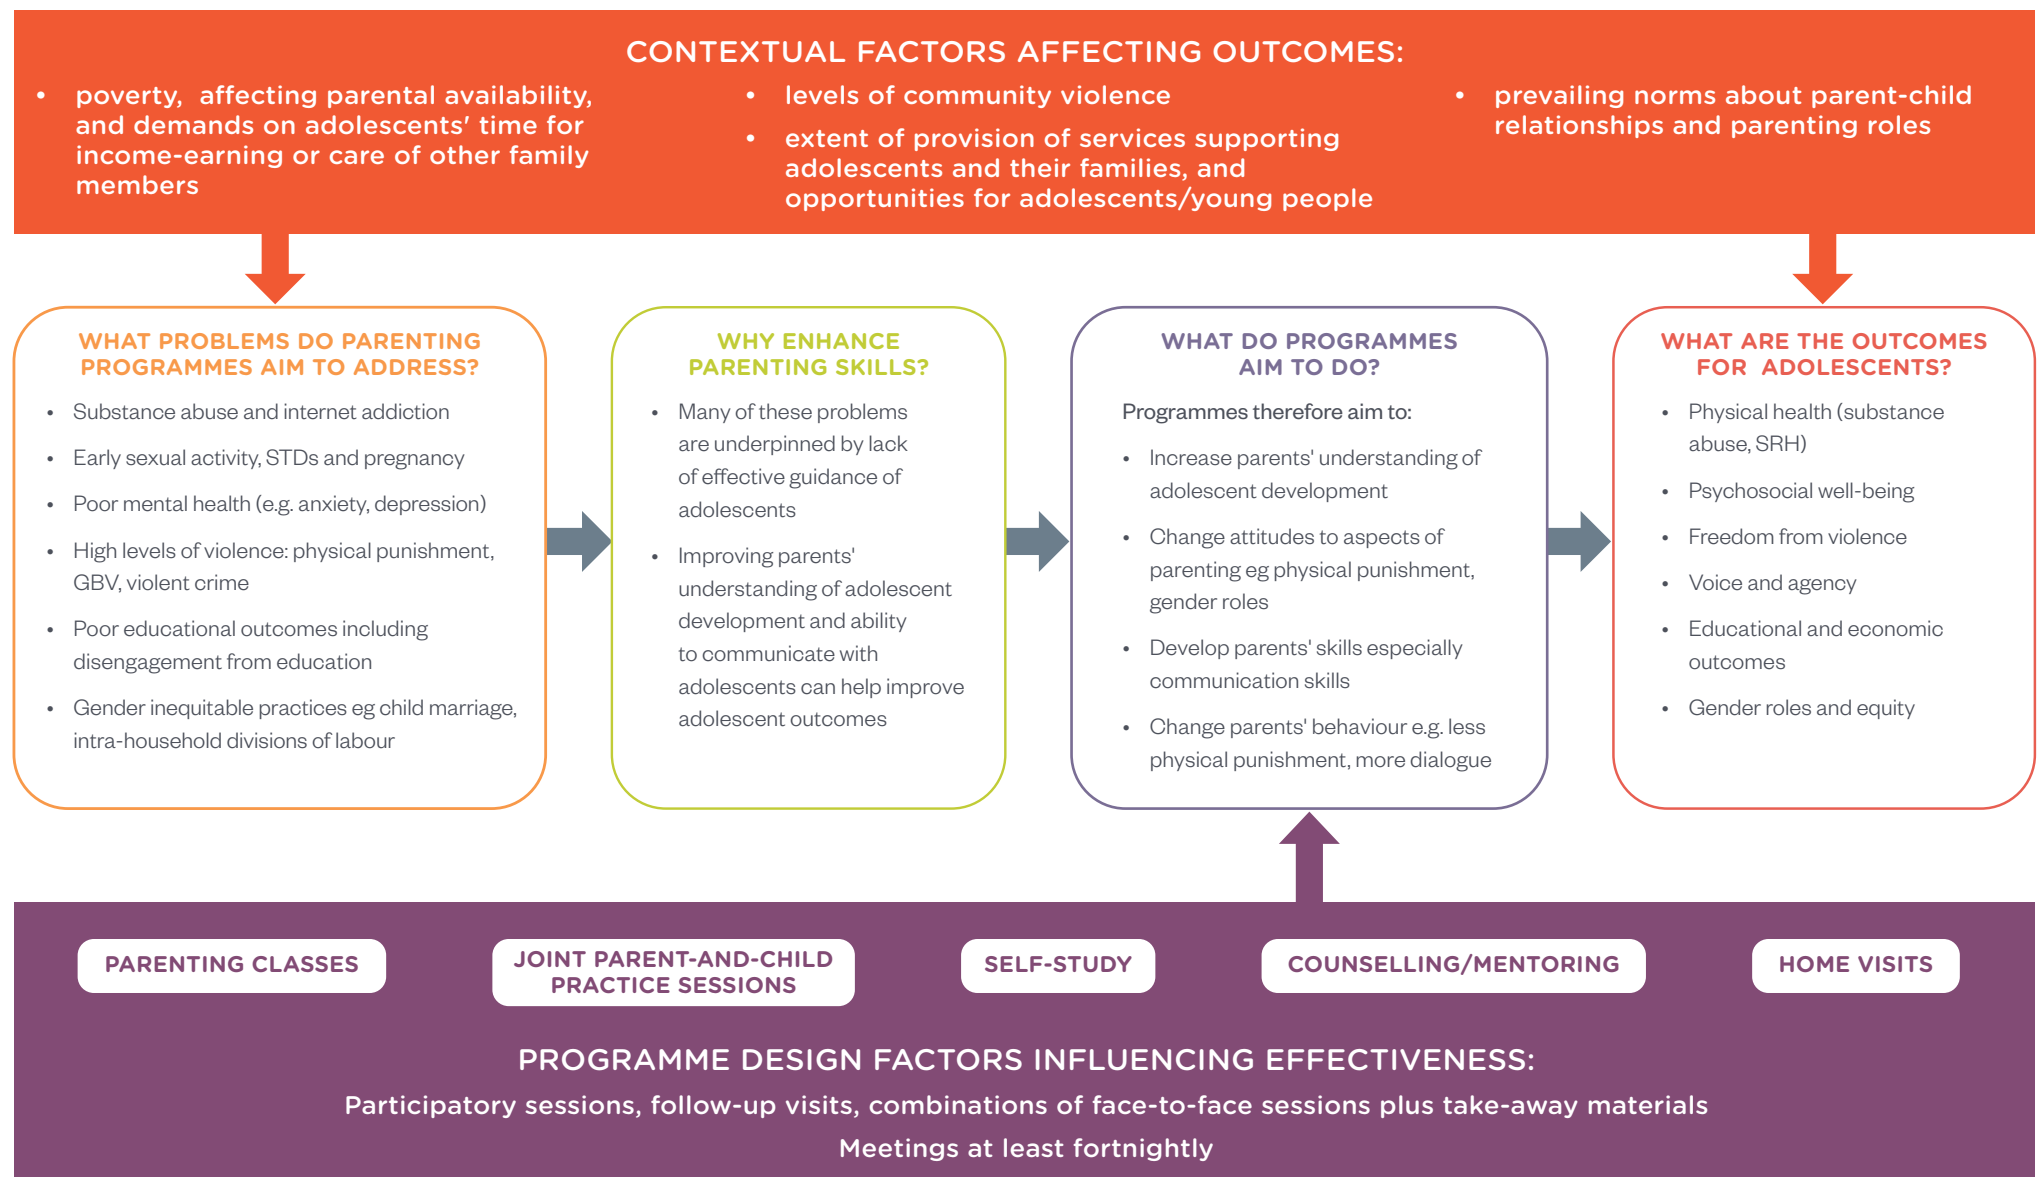 CONTEXTUAL FACTORS AFFECTING OUTCOMES:
• poverty, affecting parental availability,
and demands on adolescents' time for
income-earning or care of other family
members
• levels of community violence
• extent of provision of services supporting
adolescents and their families, and
opportunities for adolescents/young people
• prevailing norms about parent-child
relationships and parenting roles
WHAT PROBLEMS DO PARENTING
PROGRAMMES AIM TO ADDRESS?
• Substance abuse and internet addiction
• Early sexual activity, STDs and pregnancy
• Poor mental health (e.g. anxiety, depression)
• High levels of violence: physical punishment,
GBV, violent crime
• Poor educational outcomes including
disengagement from education
• Gender inequitable practices eg child marriage,
intra-household divisions of labour
WHY ENHANCE
PARENTING SKILLS?
• Many of these problems
are underpinned by lack
of effective guidance of
adolescents
• Improving parents'
understanding of adolescent
development and ability
to communicate with
adolescents can help improve
adolescent outcomes
WHAT DO PROGRAMMES
AIM TO DO?
Programmes therefore aim to:
• Increase parents' understanding of
adolescent development
• Change attitudes to aspects of
parenting eg physical punishment,
gender roles
• Develop parents' skills especially
communication skills
• Change parents' behaviour e.g. less
physical punishment, more dialogue
WHAT ARE THE OUTCOMES
FOR ADOLESCENTS?
• Physical health (substance
abuse, SRH)
• Psychosocial well-being
• Freedom from violence
• Voice and agency
• Educational and economic
outcomes
• Gender roles and equity
PARENTING CLASSES
JOINT PARENT-AND-CHILD
PRACTICE SESSIONS
SELF-STUDY
COUNSELLING/MENTORING
HOME VISITS
PROGRAMME DESIGN FACTORS INFLUENCING EFFECTIVENESS:
Participatory sessions, follow-up visits, combinations of face-to-face sessions plus take-away materials
Meetings at least fortnightly